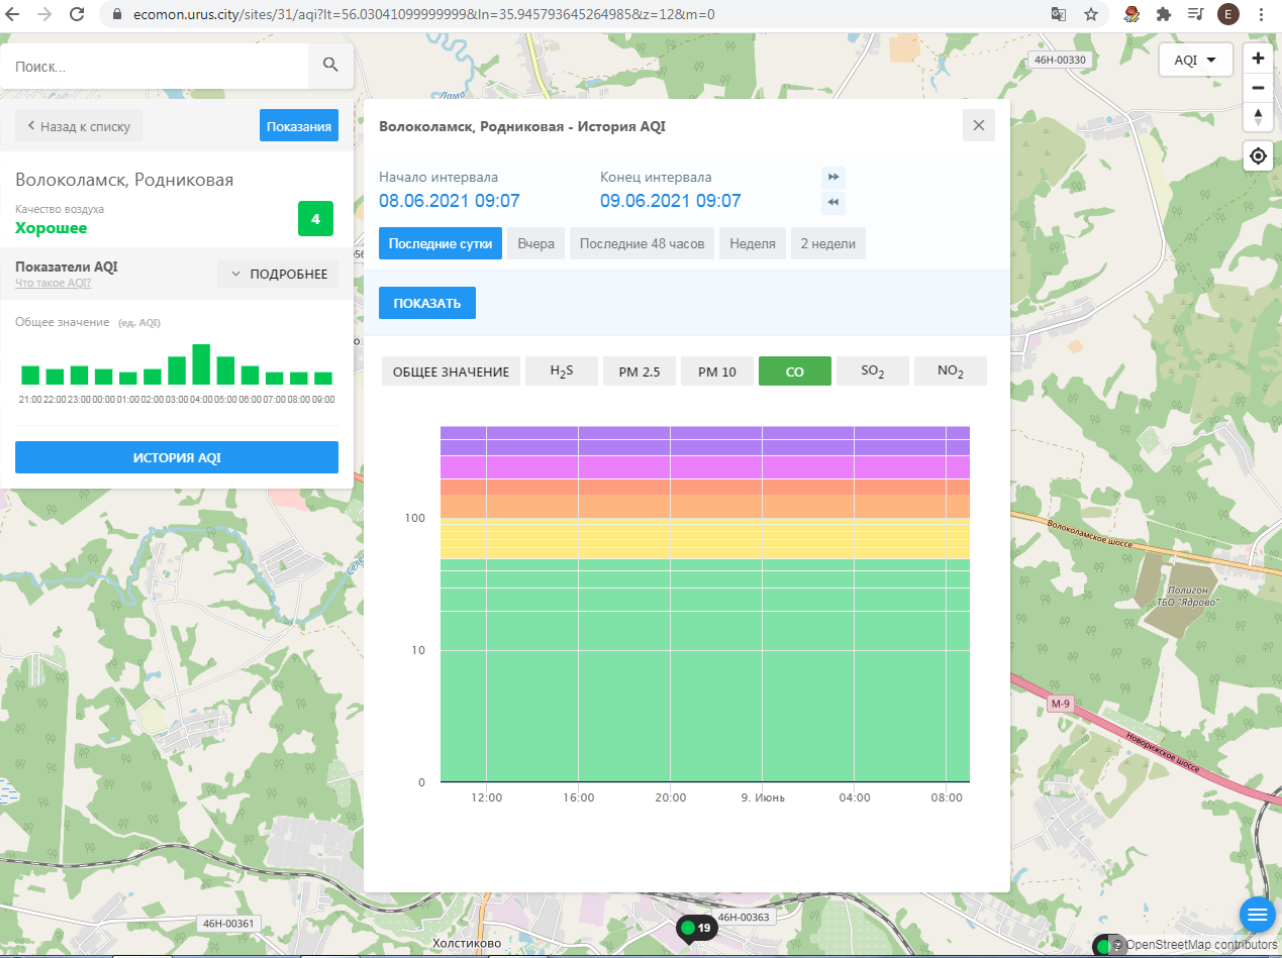 ecomon.urus.city/sites/31/aqi?lt=56.03041099999999&ln=35.945793645264985&z=12&m=0
E
Поиск...
46Н-00330
AQI
Назад к списку
Показания
Волоколамск, Родниковая - История AQI
Волоколамск, Родниковая
Качество воздуха
Хорошее
4
Начало интервала
Конец интервала
08.06.2021 09:07
09.06.2021 09:07
Последние сутки
Вчера
Последние 48 часов
Неделя
2 недели
Показатели AQI
Что такое AQI?
ПОДРОБНЕЕ
ПОКАЗАТЬ
Общее значение (ед. AQI)
21:00 22:00 23:00 00:00 01:00 02:00 03:00 04:00 05:00 06:00 07:00 08:00 09:00
ИСТОРИЯ AQI
ОБЩЕЕ ЗНАЧЕНИЕ
H2S
PM 2.5
PM 10
CO
SO2
NO2
100
10
0
12:00
16:00
20:00
9. Июнь
04:00
08:00
Волоколамское шоссе
Полигон
ТБО "Ядрово"
М-9
Новорижское шоссе
46Н-00361
46Н-00363
19
Холстиково
© OpenStreetMap contributors